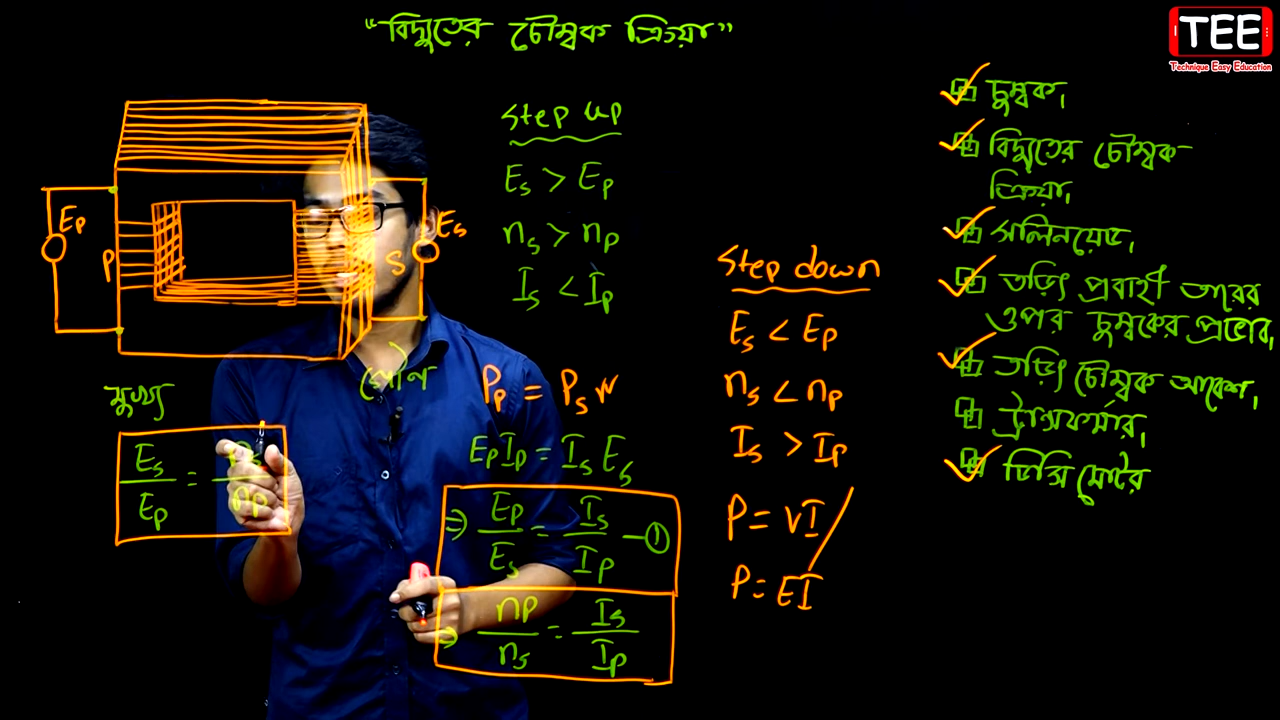 “বিদ্যুতের চৌম্বক ক্রিয়া”
TEE
Technique Easy Education
Ep
P
S
Es
মুখ্য
গৌণ
Es/Ep = ns/np
Step up
Es > Ep
ns > np
Is < Ip
Pp = Ps
EpIp = IsEs
⇒ Ep/Es = Is/Ip —①
⇒ np/ns = Is/Ip
Step down
Es < Ep
ns < np
Is > Ip
P = VI
P = EI
চুম্বক।
বিদ্যুতের চৌম্বক
ক্রিয়া।
সলিনয়েড।
তড়িৎ প্রবাহী তারের
ওপর চুম্বকের প্রভাব।
তড়িৎ চৌম্বক আবেশ।
ট্রান্সফর্মার।
ডিসি মোটর